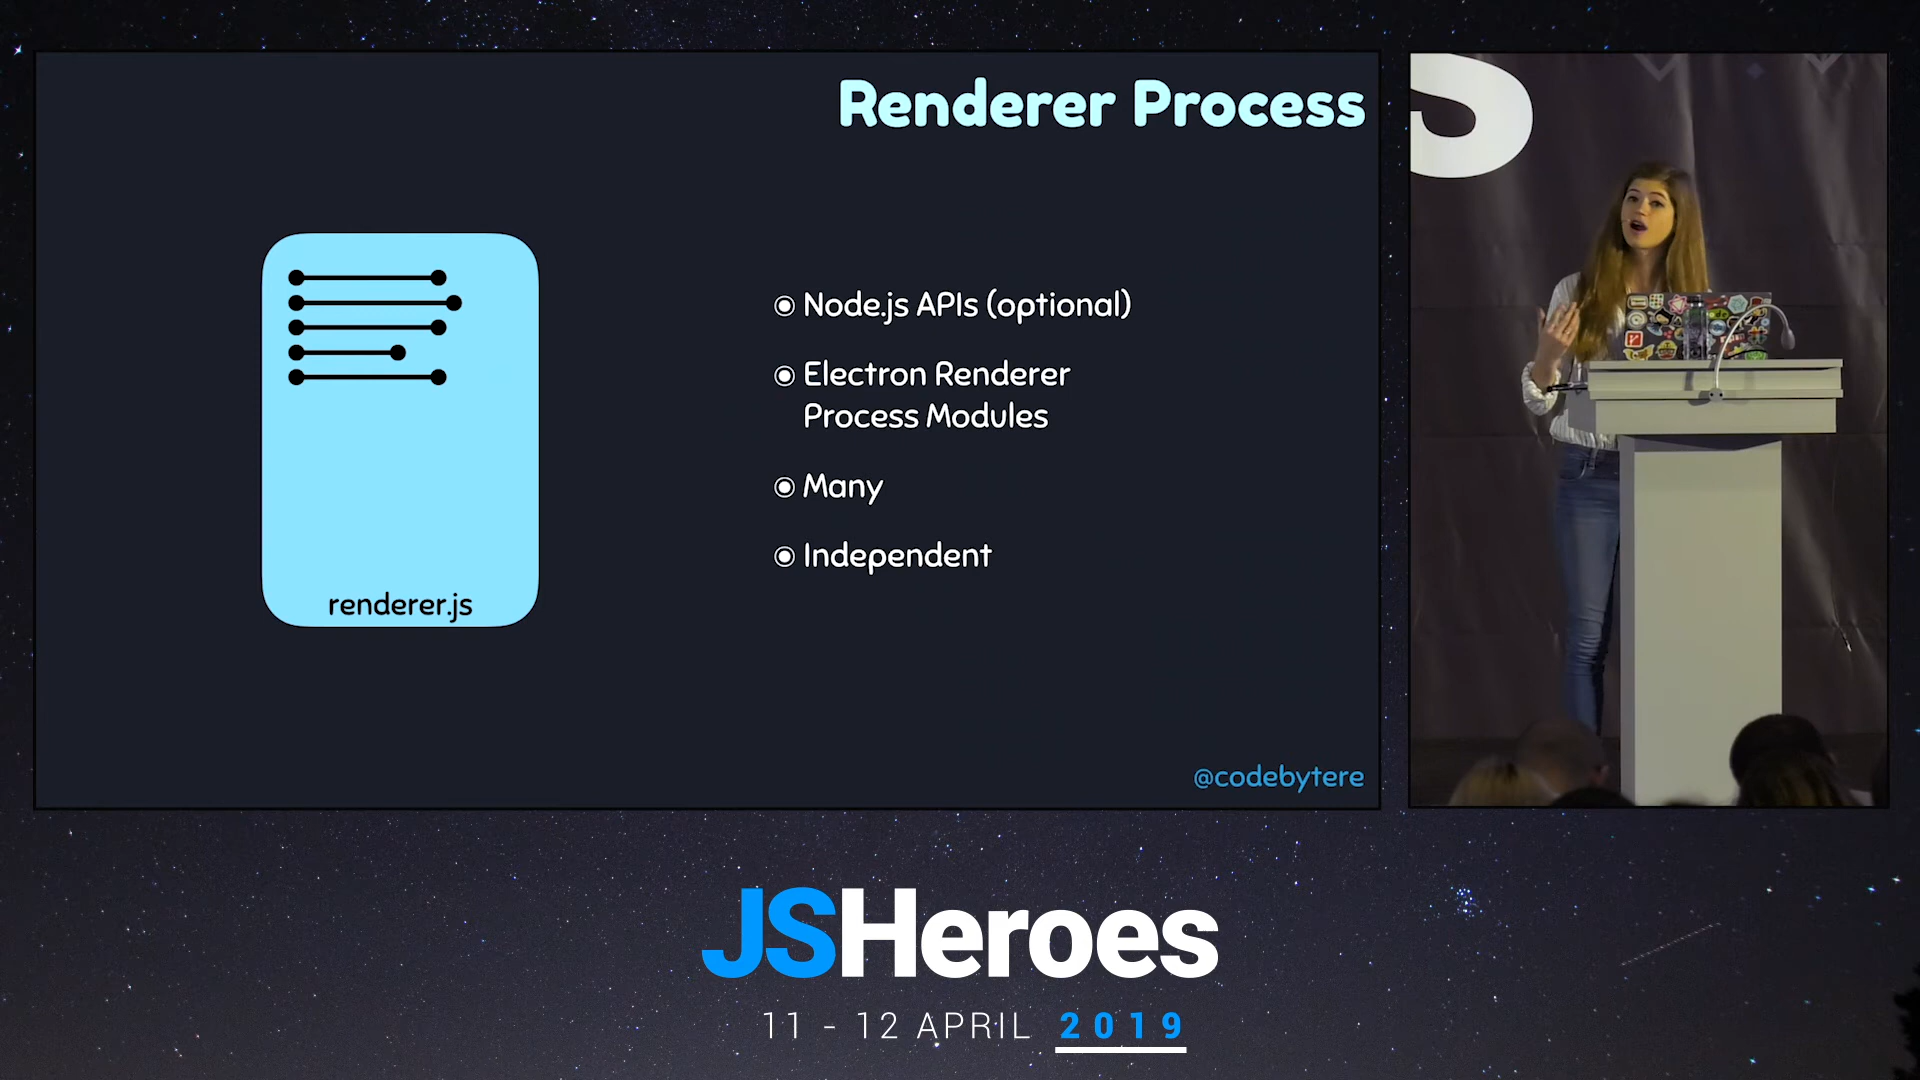 Renderer Process
renderer.js
Node.js APIs (optional)
Electron Renderer
Process Modules
Many
Independent
@codebytere
S
JSHeroes
11 - 12 APRIL 2019